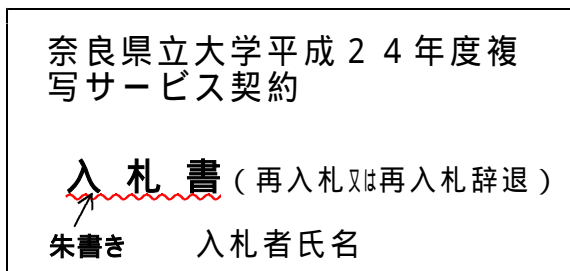 奈良県立大学平成２４年度複
写サービス契約
入札書（再入札又は再入札辞退）
朱書き　入札者氏名